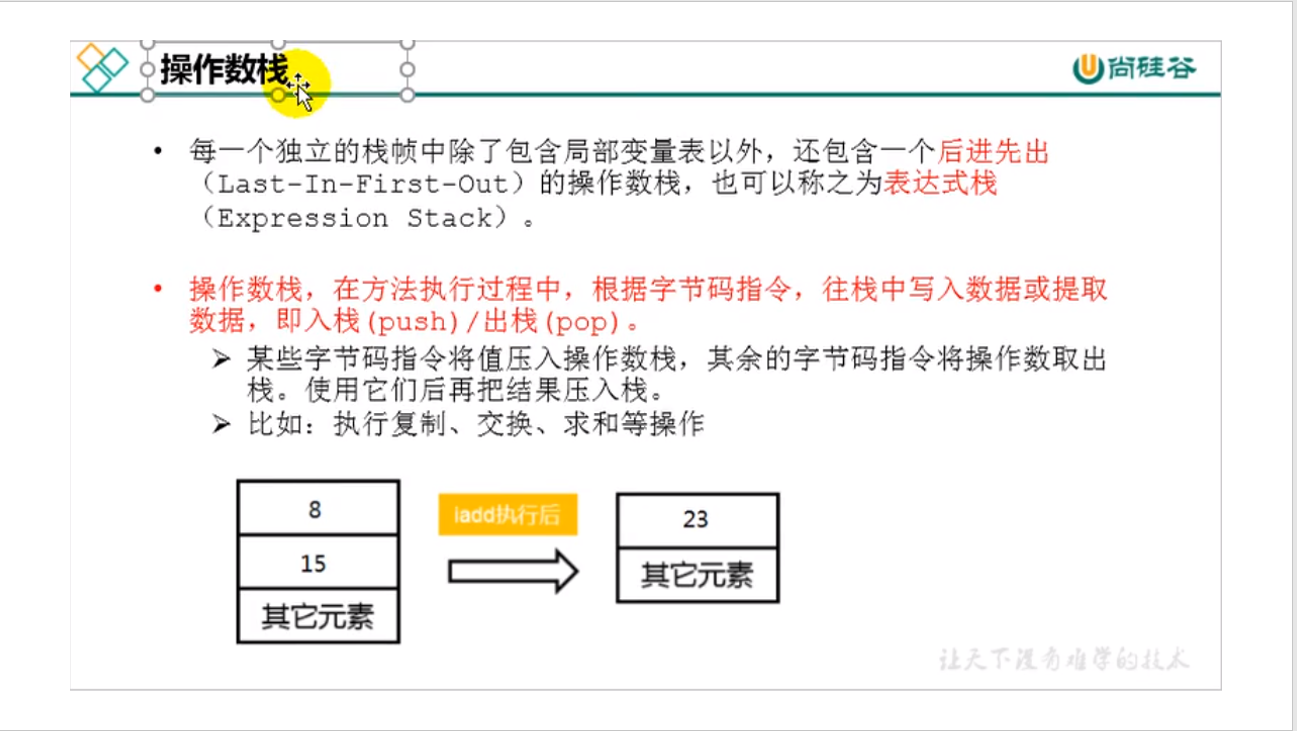 操作数栈
尚硅谷
• 每一个独立的栈帧中除了包含局部变量表以外，还包含一个后进先出
（Last-In-First-Out）的操作数栈，也可以称之为表达式栈
（Expression Stack）。
• 操作数栈，在方法执行过程中，根据字节码指令，往栈中写入数据或提取
数据，即入栈(push)/出栈(pop)。
➢ 某些字节码指令将值压入操作数栈，其余的字节码指令将操作数取出
栈。使用它们后再把结果压入栈。
➢ 比如：执行复制、交换、求和等操作
8
15
其它元素
iadd执行后
23
其它元素
让天下没有难学的技术